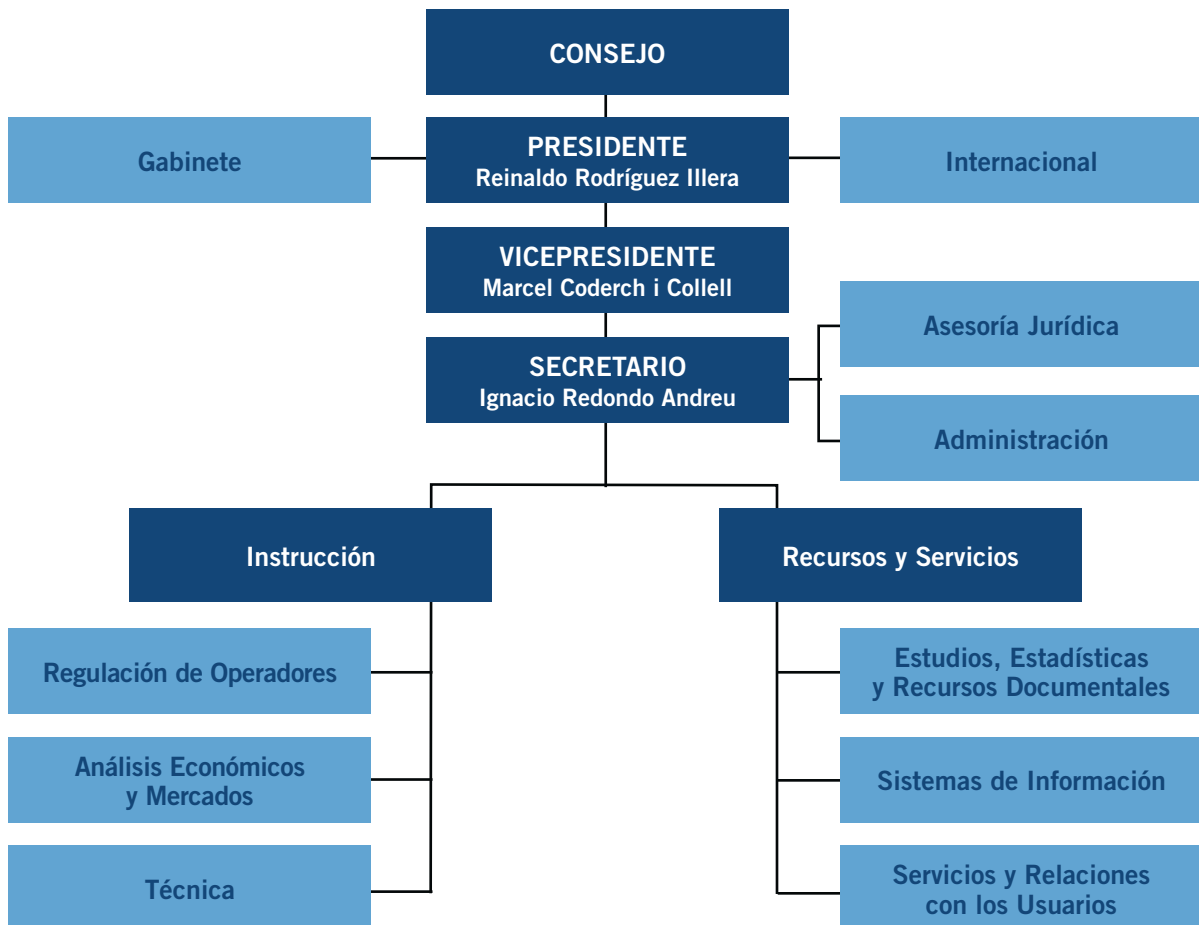 CONSEJO
Gabinete
PRESIDENTE
Reinaldo Rodríguez Illera
Internacional
VICEPRESIDENTE
Marcel Coderch i Collell
Asesoría Jurídica
SECRETARIO
Ignacio Redondo Andreu
Administración
Instrucción
Recursos y Servicios
Regulación de Operadores
Estudios, Estadísticas
y Recursos Documentales
Análisis Económicos
y Mercados
Sistemas de Información
Técnica
Servicios y Relaciones
con los Usuarios